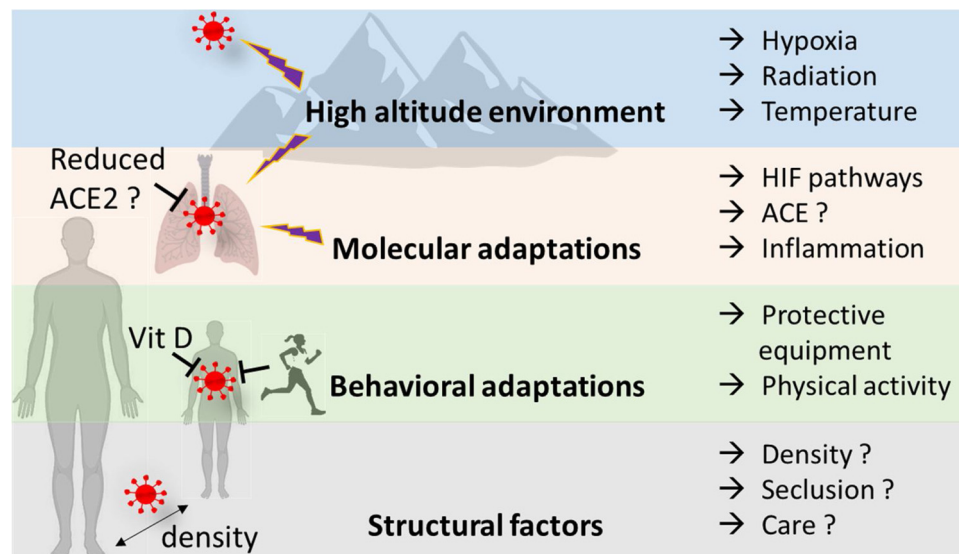 High altitude environment
→ Hypoxia
→ Radiation
→ Temperature
Reduced
ACE2 ?
Molecular adaptations
→ HIF pathways
→ ACE ?
→ Inflammation
Vit D
Behavioral adaptations
→ Protective
equipment
→ Physical activity
density
Structural factors
→ Density ?
→ Seclusion ?
→ Care ?